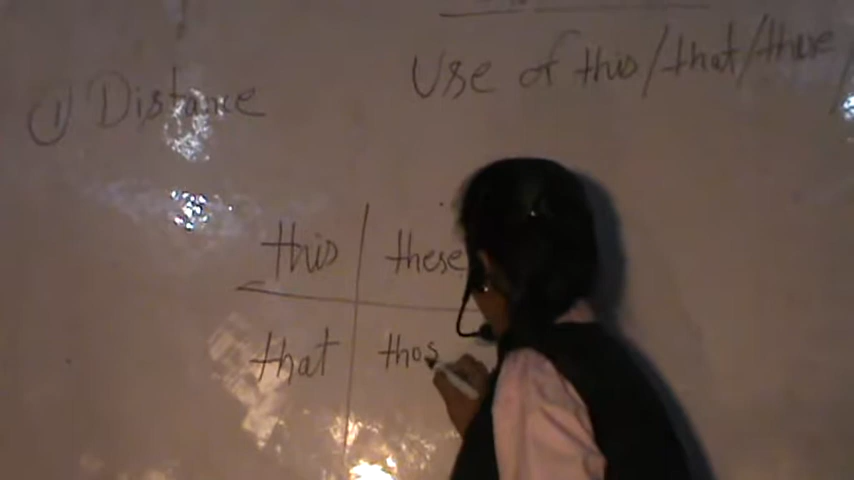 Use of this/that/these/
① Distance
this these
that thos